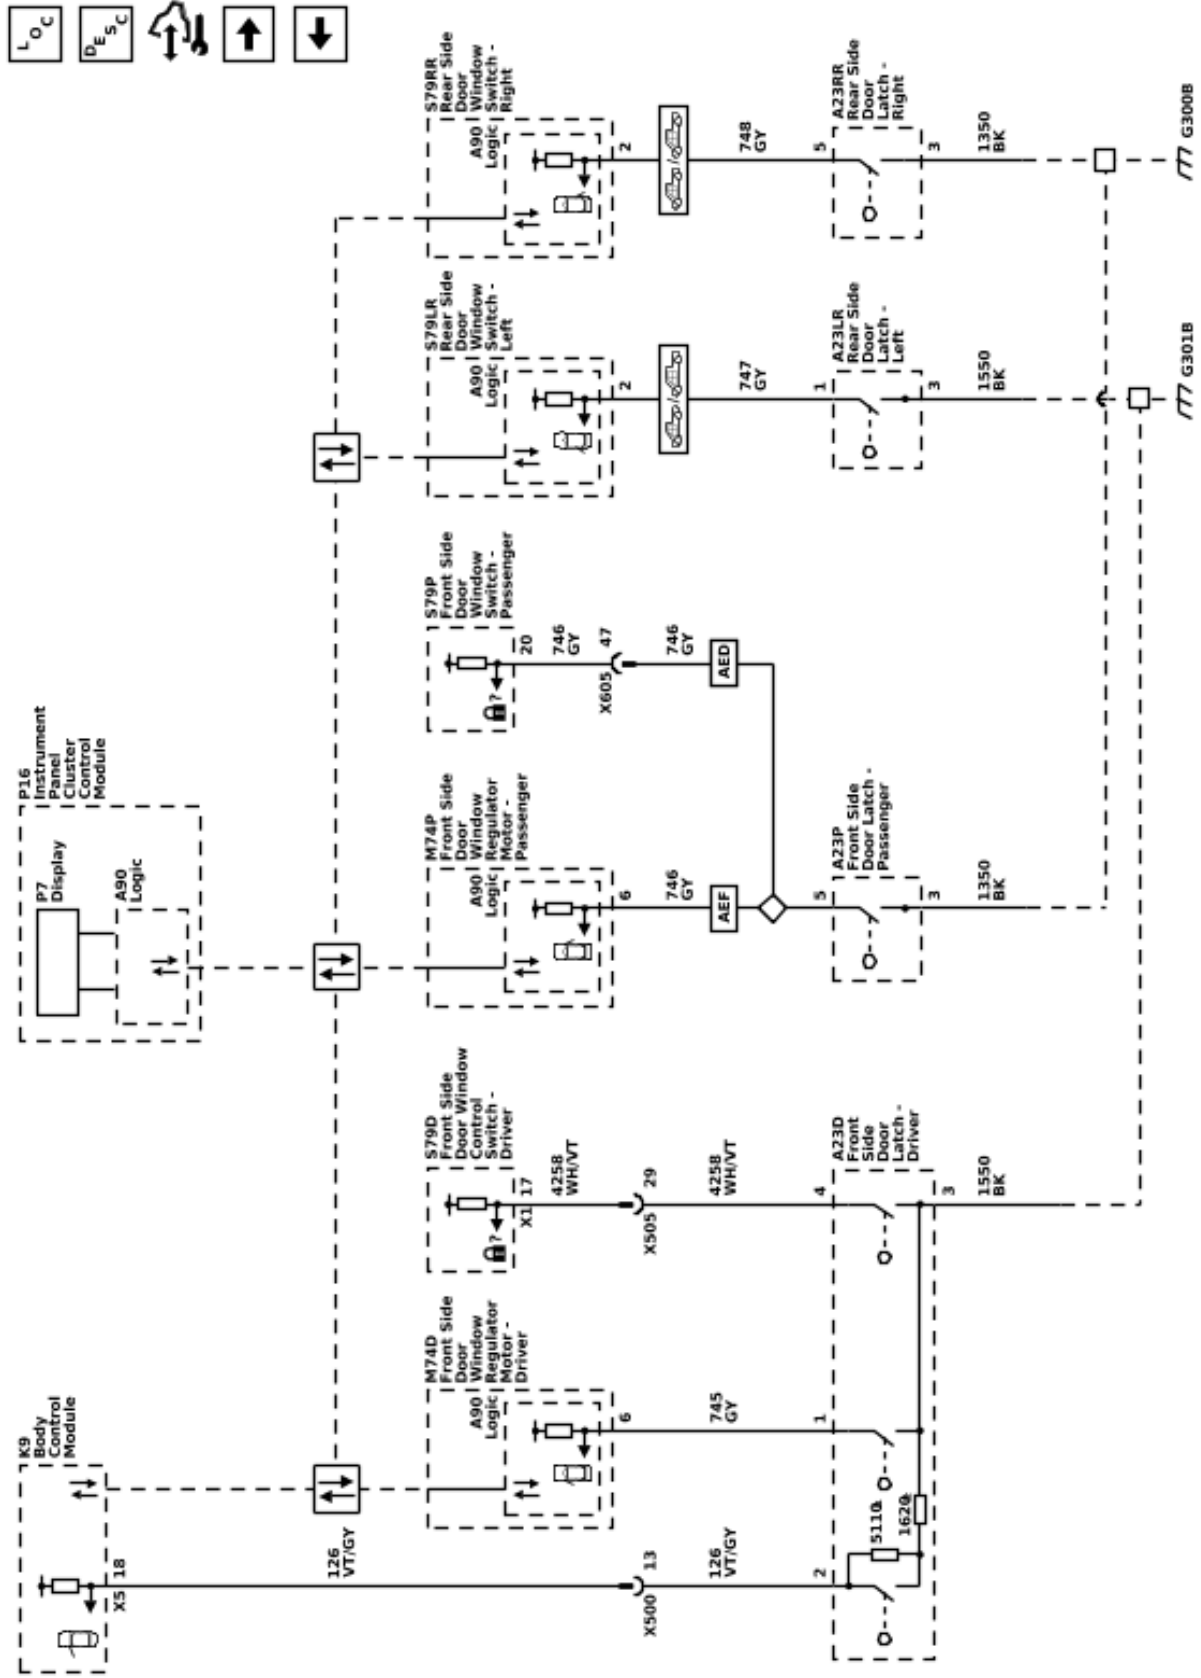 K9
Body
Control
Module
X5
18
126
VT/GY
P16
Instrument
Panel
Cluster
Control
Module
P7
Display
A90
Logic
LOC
DESC
M74D
Front Side
Door
Window
Regulator
Motor -
Driver
A90
Logic
6
S79D
Front Side
Door Window
Control
Switch -
Driver
X1
17
4258
WH/VT
M74P
Front Side
Door
Window
Regulator
Motor -
Passenger
A90
Logic
6
S79P
Front Side
Door
Window
Switch -
Passenger
?
?
20
746
GY
S79LR
Rear Side
Door
Window
Switch -
Left
A90
Logic
2
S79RR
Rear Side
Door
Window
Switch -
Right
A90
Logic
2
X500
13
126
VT/GY
745
GY
X505
29
4258
WH/VT
746
GY
AEF
X605
47
746
GY
AED
747
GY
748
GY
2
1
4
A23D
Front
Side
Door
Latch -
Driver
5110Ω
1620Ω
3
1550
BK
5
A23P
Front Side
Door Latch -
Passenger
3
1350
BK
1
A23LR
Rear Side
Door
Latch -
Left
3
1550
BK
5
A23RR
Rear Side
Door
Latch -
Right
3
1350
BK
G301B
G300B